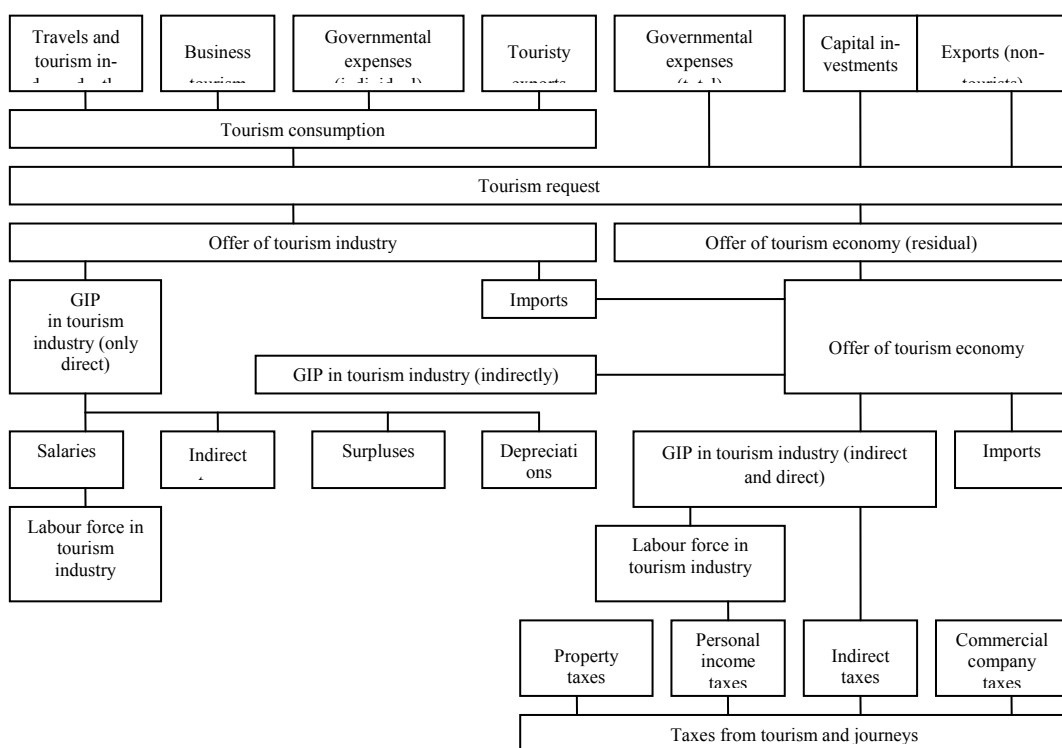 Travels and
tourism in-
Business
Governmental
expenses
Touristy
exports
Governmental
expenses
Capital in-
vestments
Exports (non-
tourists)
Tourism consumption
Tourism request
Offer of tourism industry
Offer of tourism economy (residual)
GIP
in tourism
industry (only
direct)
Imports
Offer of tourism economy
GIP in tourism industry (indirectly)
Salaries
Indirect
Surpluses
Depreciati
ons
GIP in tourism industry (indirect
and direct)
Imports
Labour force in
tourism
industry
Labour force in
tourism industry
Property
taxes
Personal
income
taxes
Indirect
taxes
Commercial
company
taxes
Taxes from tourism and journeys